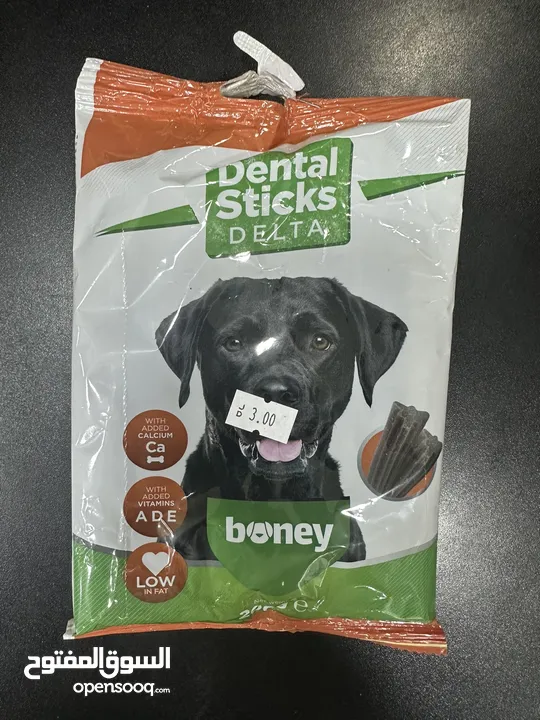 Dental
Sticks
DELTA
JD 3.00
WITH
ADDED
CALCIUM
Ca
WITH
ADDED
VITAMINS
A D E
boney
LOW
IN FAT
السوق المفتوح
opensooq.com